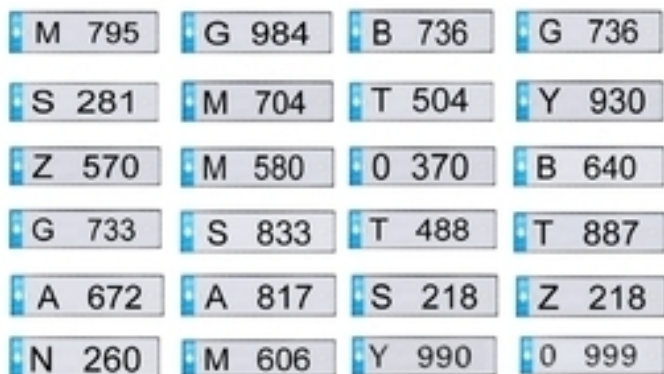 M 795
G 984
B 736
G 736
S 281
M 704
T 504
Y 930
Z 570
M 580
0 370
B 640
G 733
S 833
T 488
T 887
A 672
A 817
S 218
Z 218
N 260
M 606
Y 990
0 999